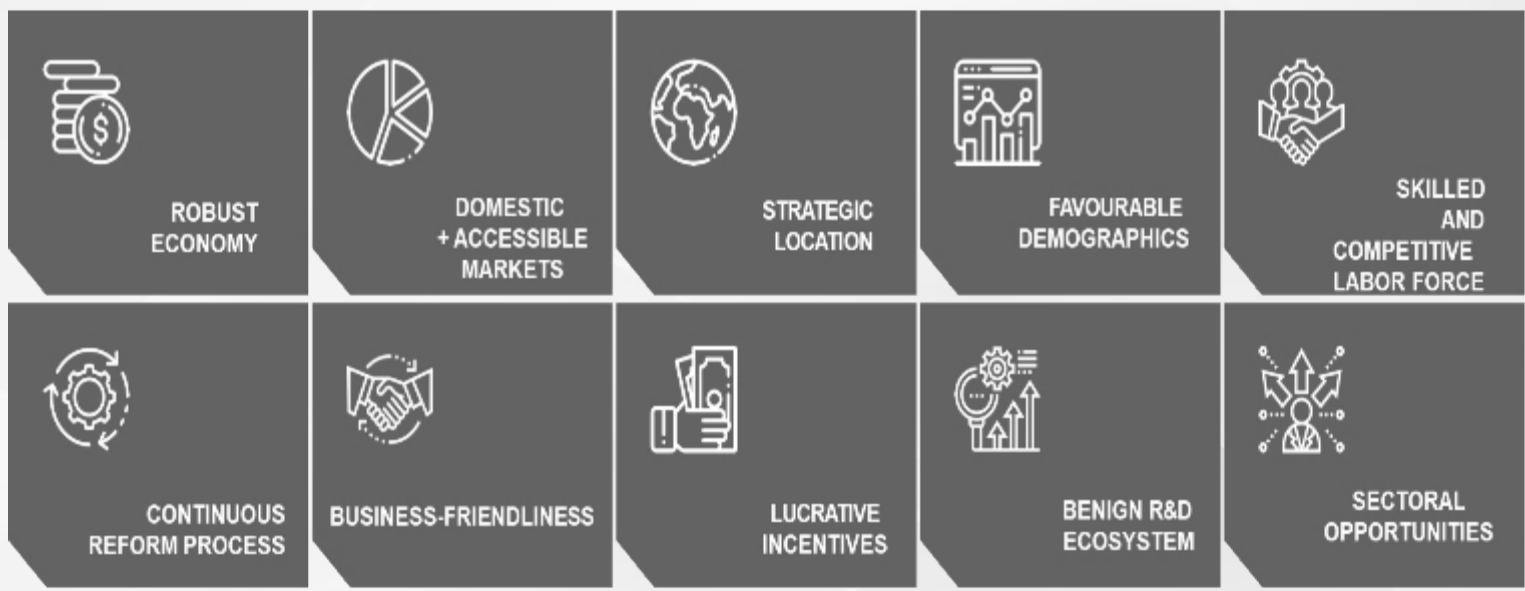 ROBUST
ECONOMY
DOMESTIC
+ ACCESSIBLE
MARKETS
STRATEGIC
LOCATION
FAVOURABLE
DEMOGRAPHICS
SKILLED
AND
COMPETITIVE
LABOR FORCE
CONTINUOUS
REFORM PROCESS
BUSINESS-FRIENDLINESS
LUCRATIVE
INCENTIVES
BENIGN R&D
ECOSYSTEM
SECTORAL
OPPORTUNITIES